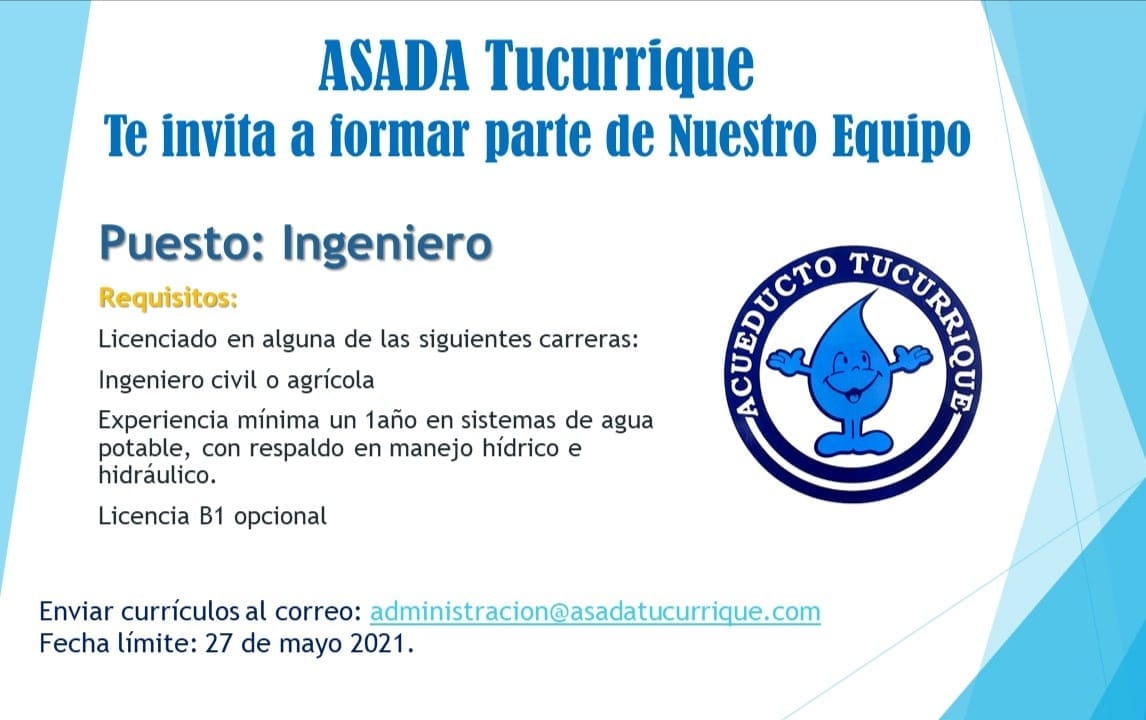 ASADA Tucurrique
Te invita a formar parte de Nuestro Equipo
Puesto: Ingeniero
Requisitos:
Licenciado en alguna de las siguientes carreras:
Ingeniero civil o agrícola
Experiencia mínima un 1año en sistemas de agua
potable, con respaldo en manejo hídrico e
hidráulico.
Licencia B1 opcional
ACUEDUCTO TUCURRIQUE
Enviar currículos al correo: administracion@asadatucurrique.com
Fecha límite: 27 de mayo 2021.